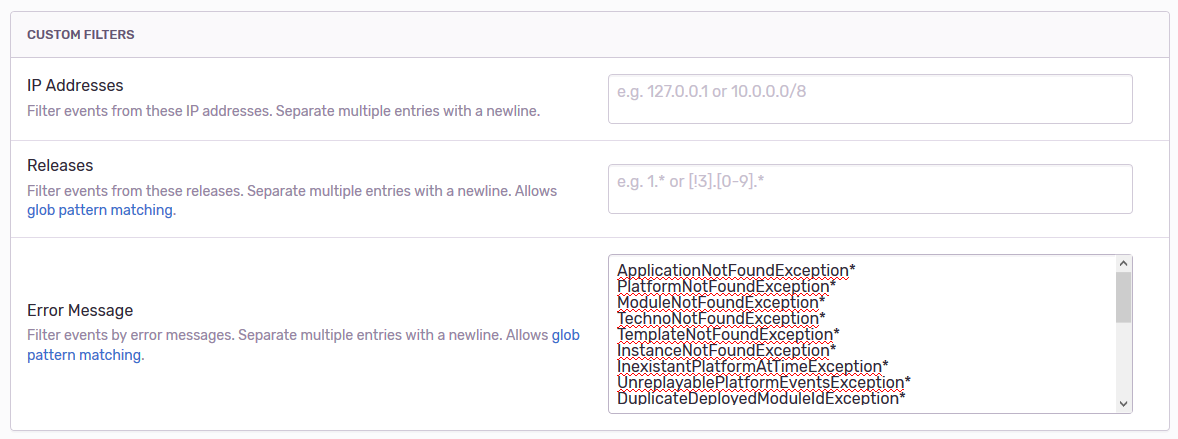 CUSTOM FILTERS
IP Addresses
Filter events from these IP addresses. Separate multiple entries with a newline.
e.g. 127.0.0.1 or 10.0.0.0/8
Releases
Filter events from these releases. Separate multiple entries with a newline. Allows
glob pattern matching.
e.g. 1.* or [!3].[0-9].*
Error Message
Filter events by error messages. Separate multiple entries with a newline. Allows glob
pattern matching.
ApplicationNotFoundException*
PlatformNotFoundException*
ModuleNotFoundException*
TechnoNotFoundException*
TemplateNotFoundException*
InstanceNotFoundException*
InexistantPlatformAtTimeException*
UnreplayablePlatformEventsException*
DuplicateDeployedModuleIdException*